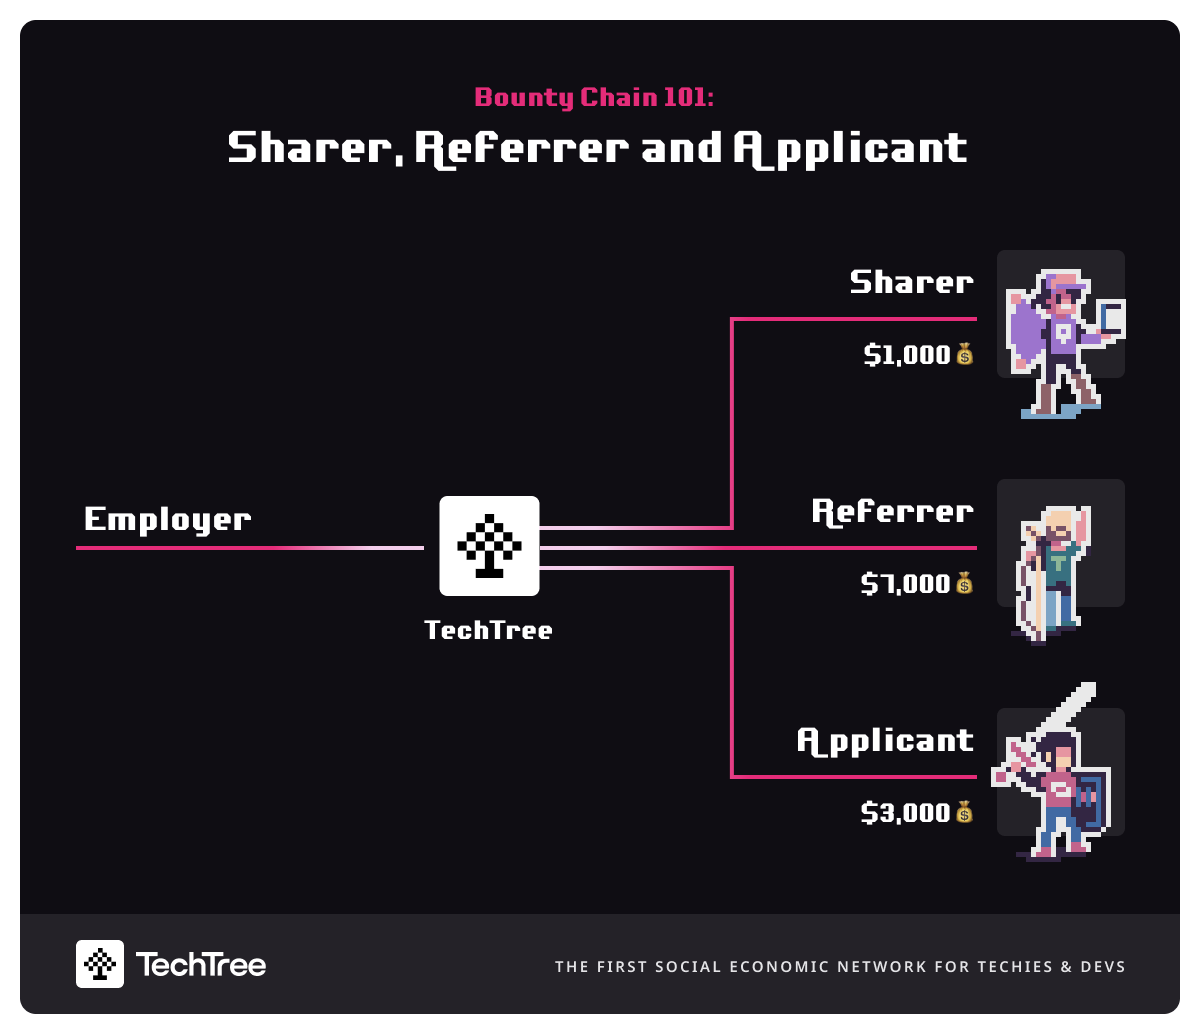 Bounty Chain 101:
Sharer, Referrer and Applicant
Sharer
$1,000
Employer
TechTree
Referrer
$7,000
Applicant
$3,000
TechTree
THE FIRST SOCIAL ECONOMIC NETWORK FOR TECHIES & DEVS